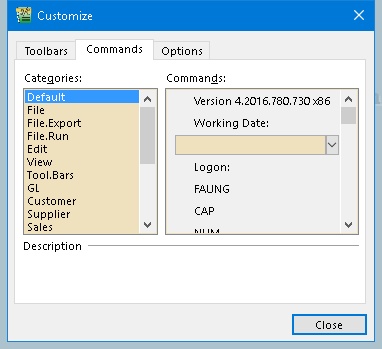 Customize
Toolbars Commands Options
Categories:
Default
File
File.Export
File.Run
Edit
View
Tool.Bars
GL
Customer
Supplier
Sales
Commands:
Version 4.2016.780.730 x86
Working Date:
Logon:
FAUNG
CAP
NUM
Description
Close